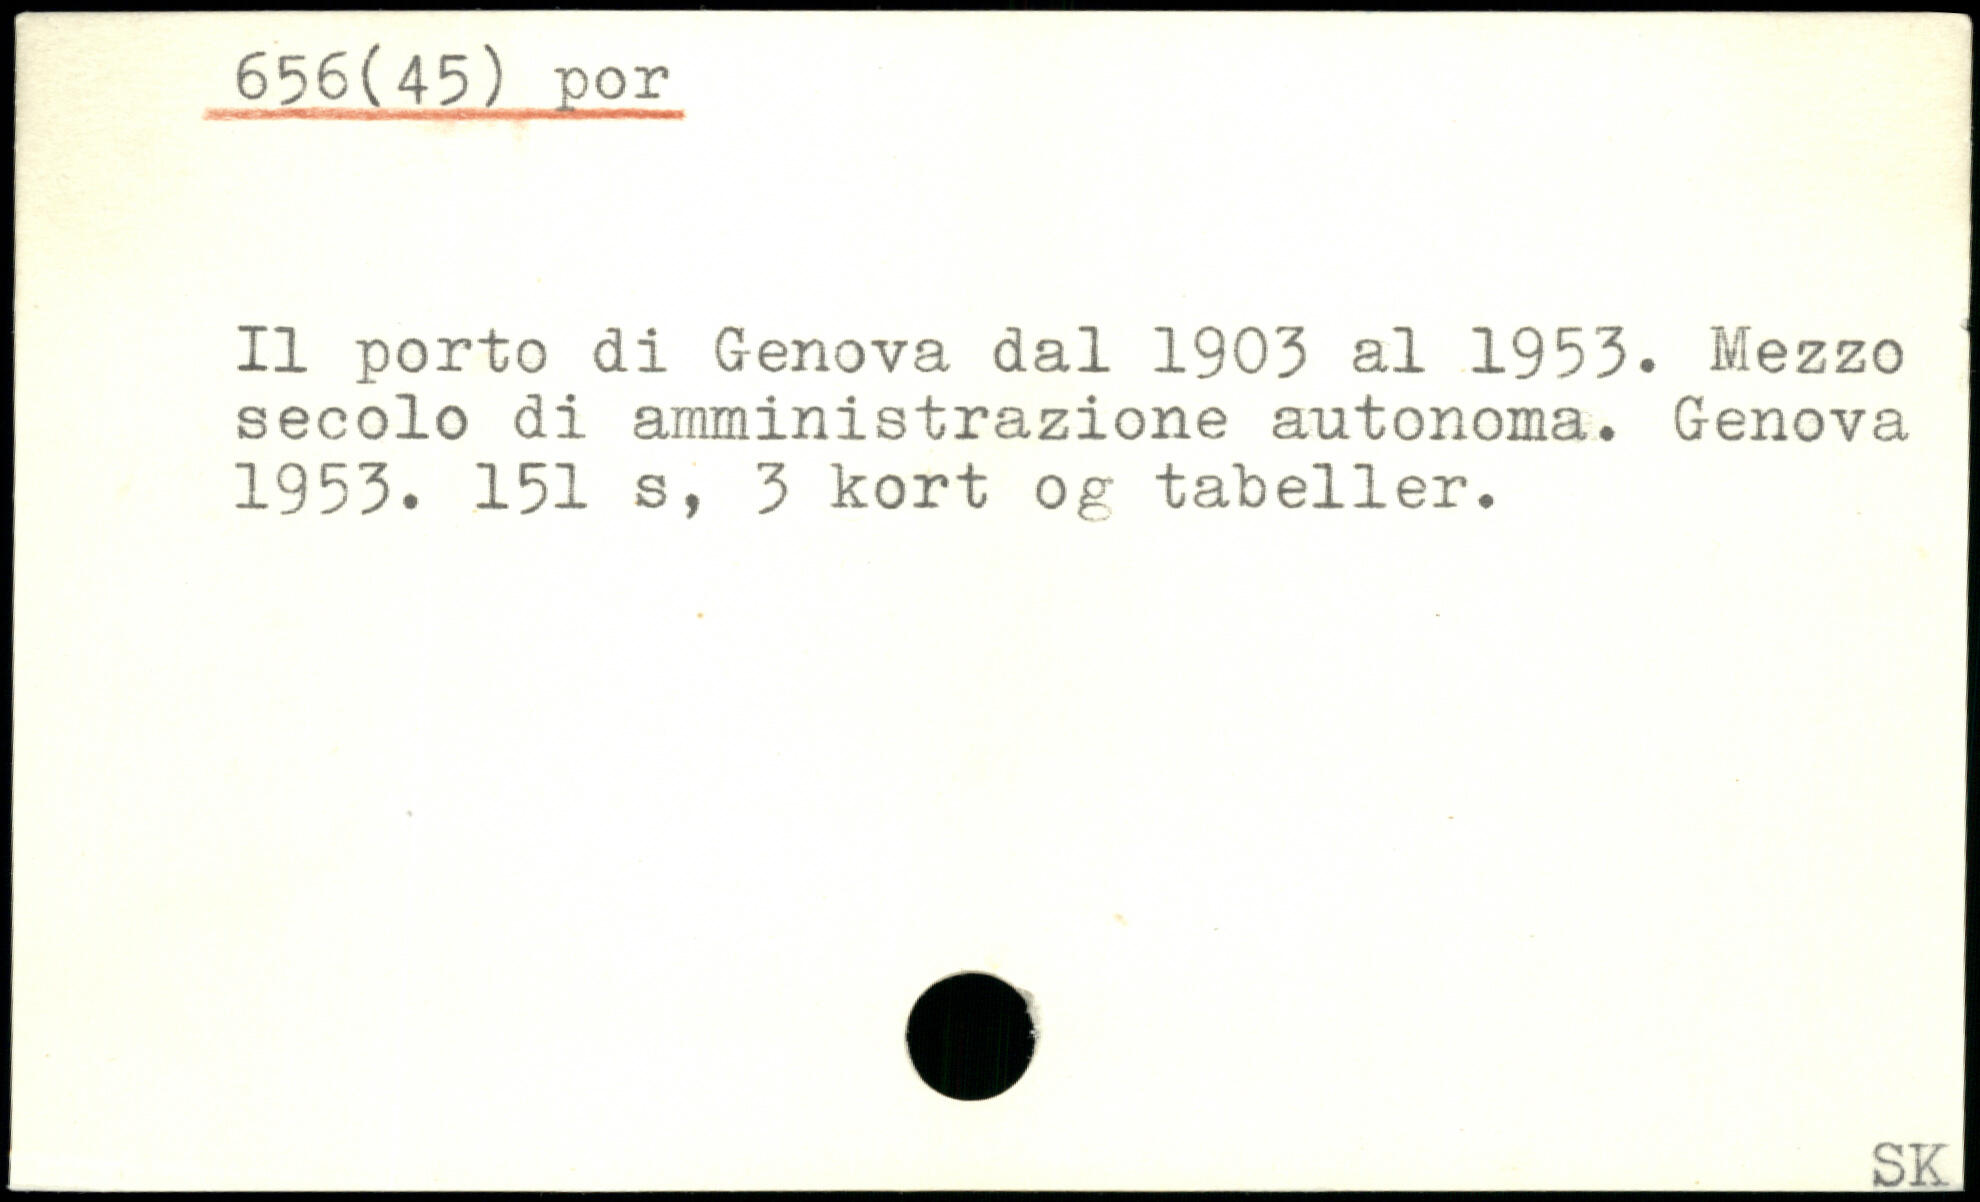 656(45) por
Il porto di Genova dal 1903 al 1953. Mezzo
secolo di amministrazione autonoma. Genova
1953. 151 s, 3 kort og tabeller.
SK